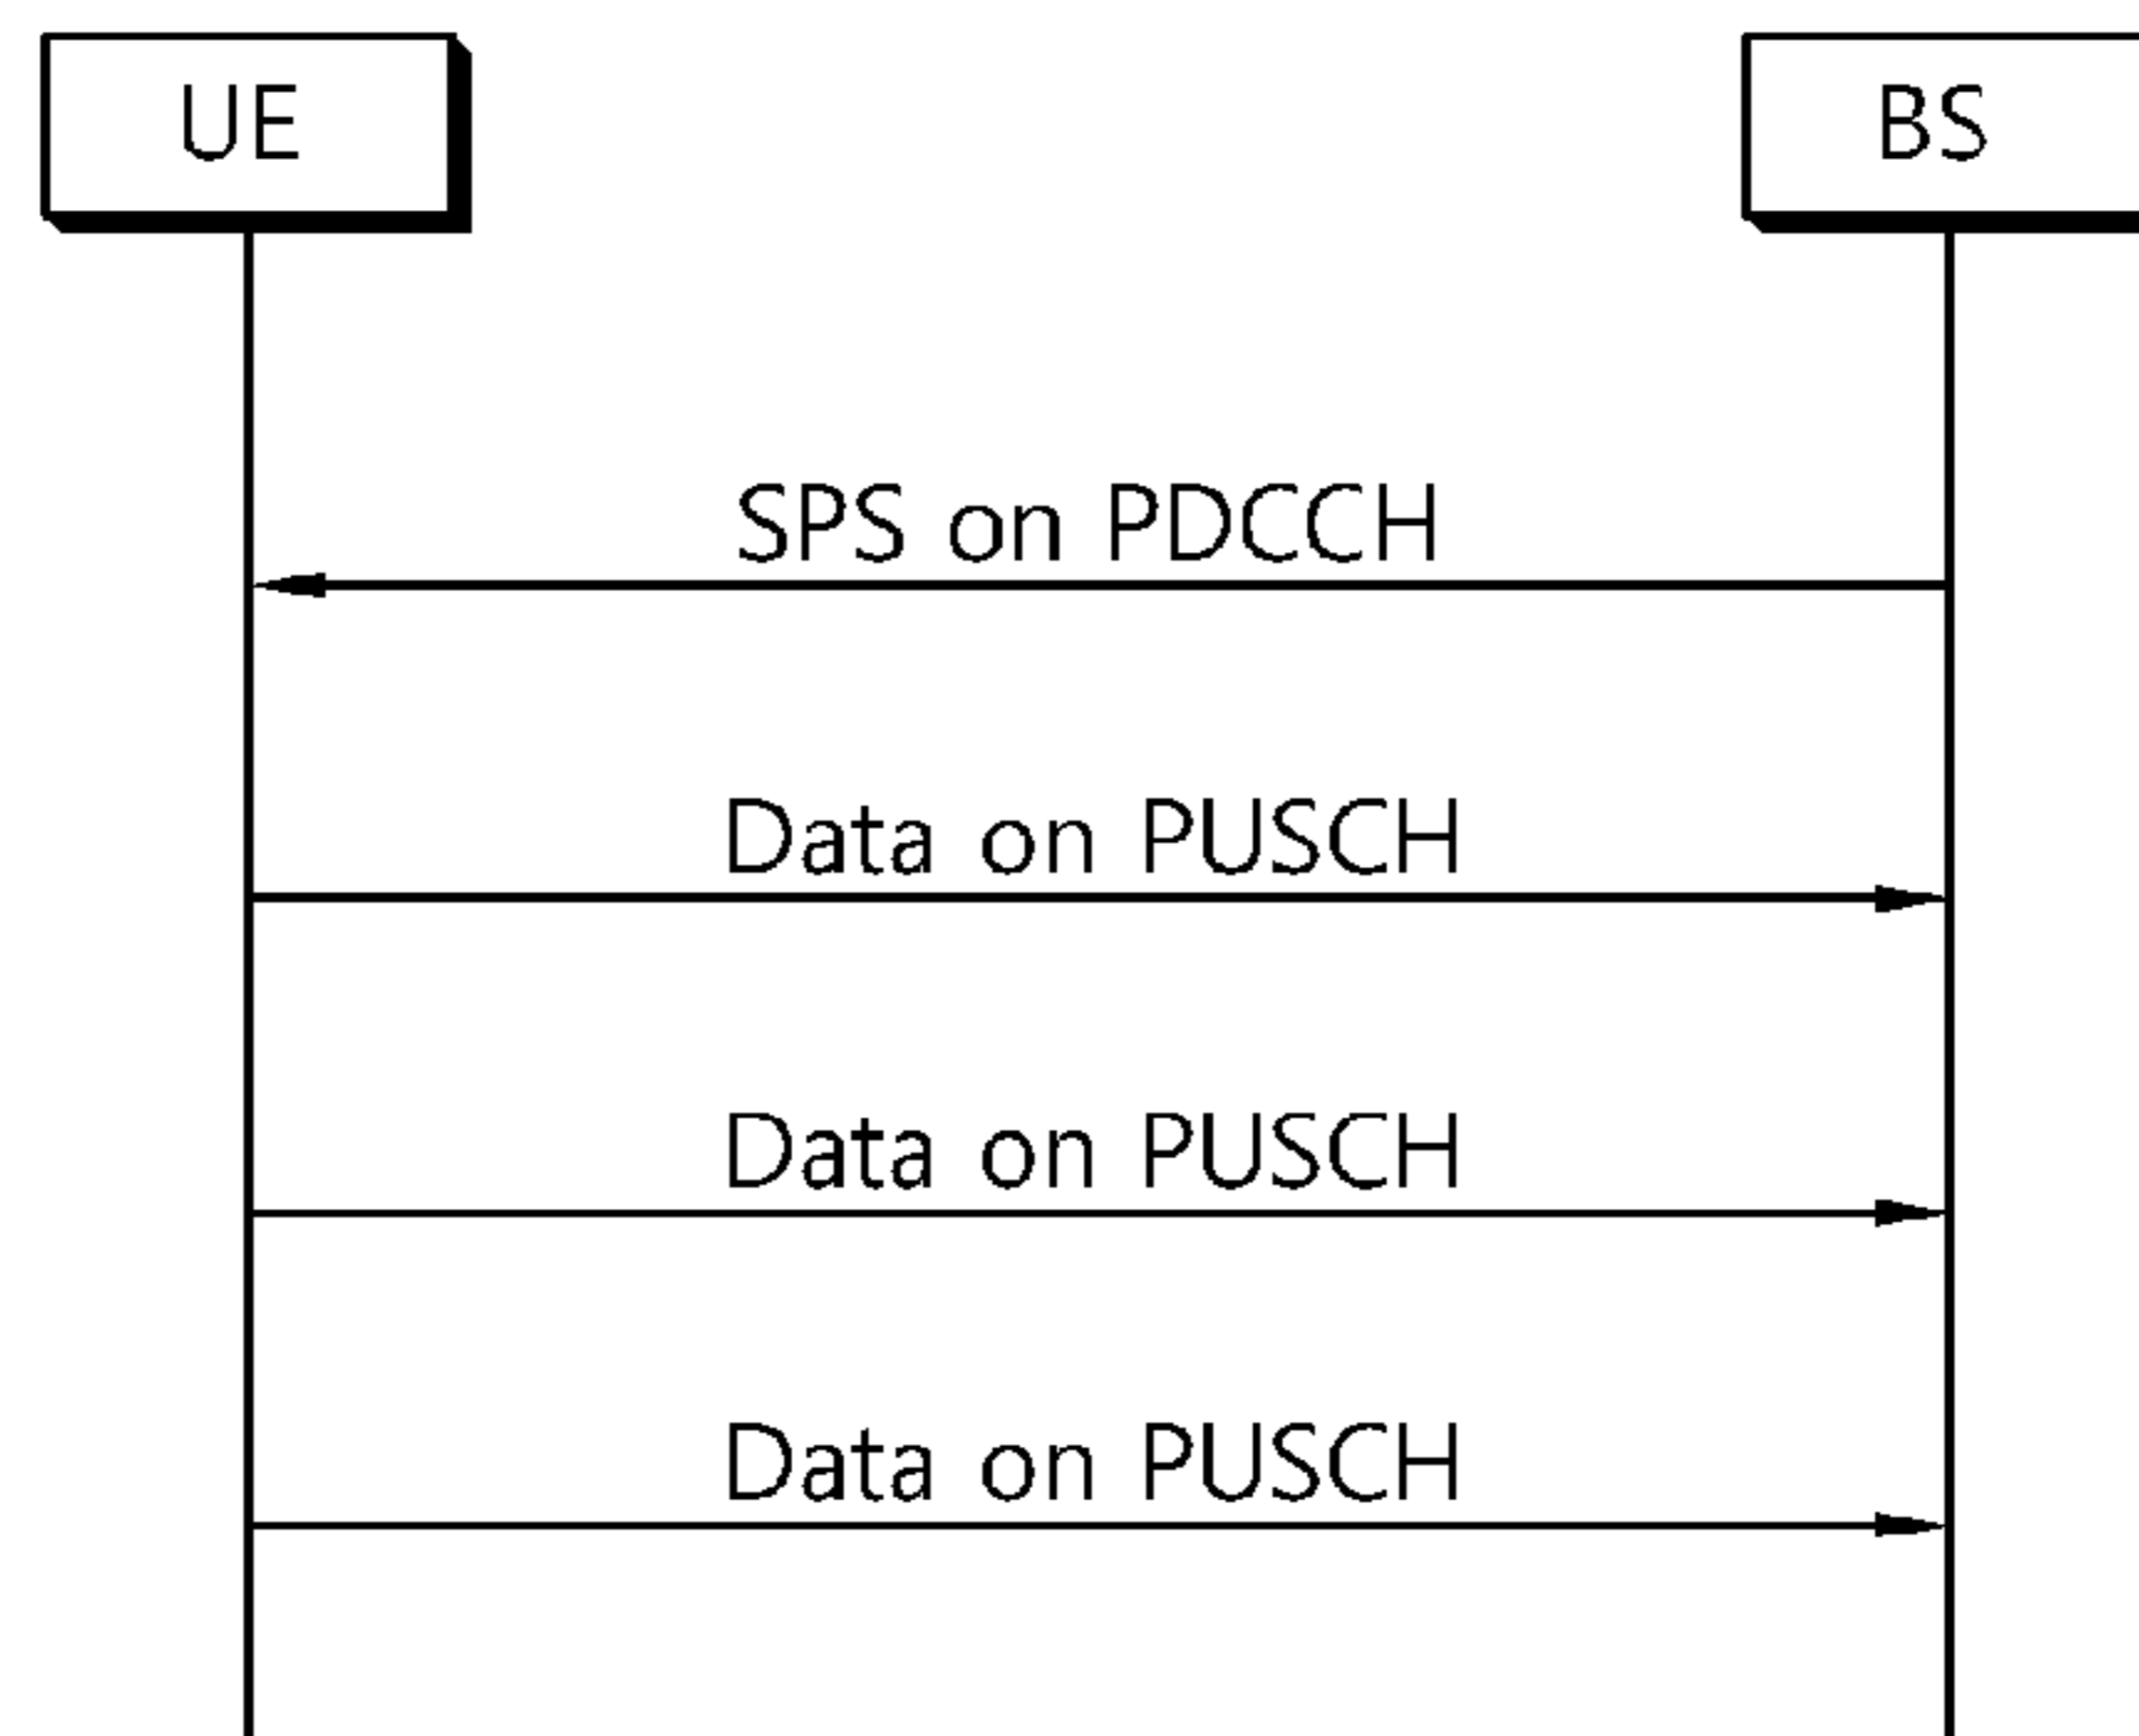 UE
BS
SPS on PDCCH
Data on PUSCH
Data on PUSCH
Data on PUSCH